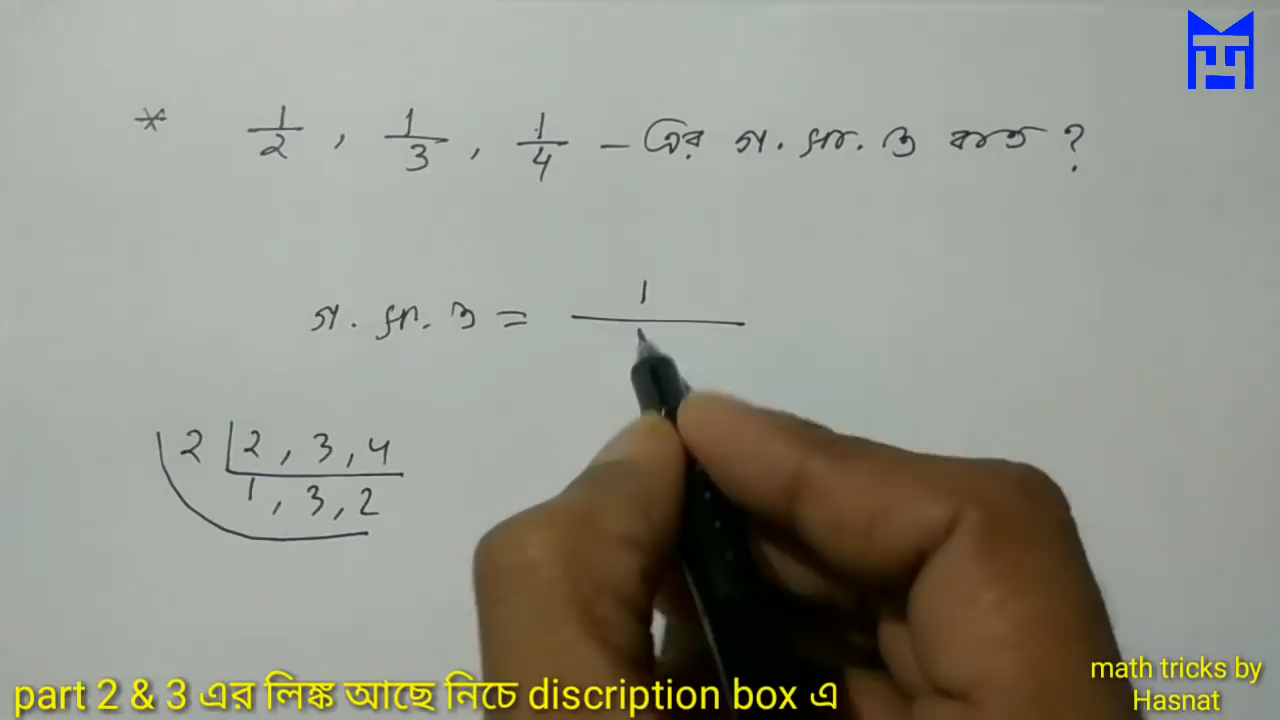 * 1/2 , 1/3 , 1/4 – এর গ. সা. গু কত ?
গ. সা. গু = 1/
2 | 2 , 3 , 4
1 , 3 , 2
part 2 & 3 এর লিঙ্ক আছে নিচে discription box এ
math tricks by
Hasnat